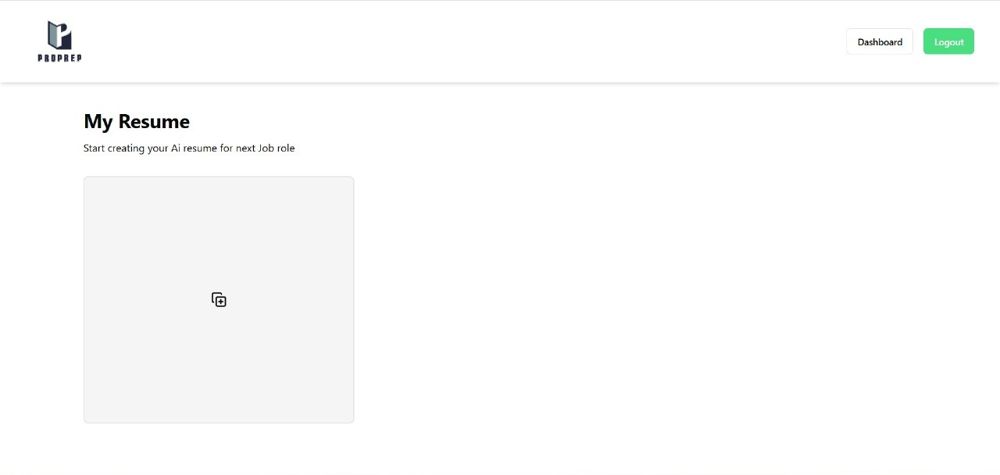 PROPREP
Dashboard
Logout
My Resume
Start creating your Ai resume for next Job role